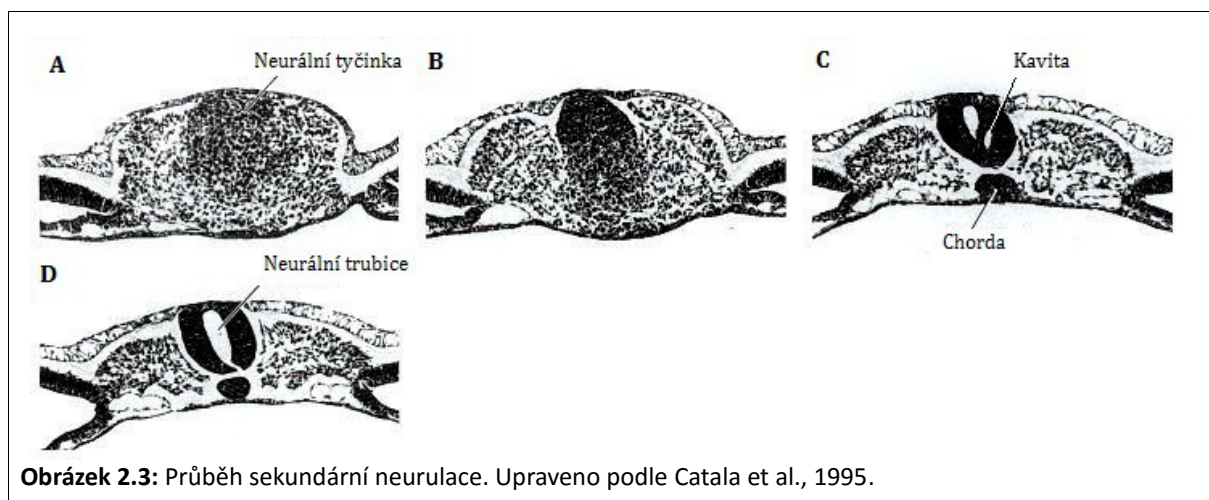 A
Neurální tyčinka
B
C
Kavita
Chorda
D
Neurální trubice
Obrázek 2.3: Průběh sekundární neurulace. Upraveno podle Catala et al., 1995.